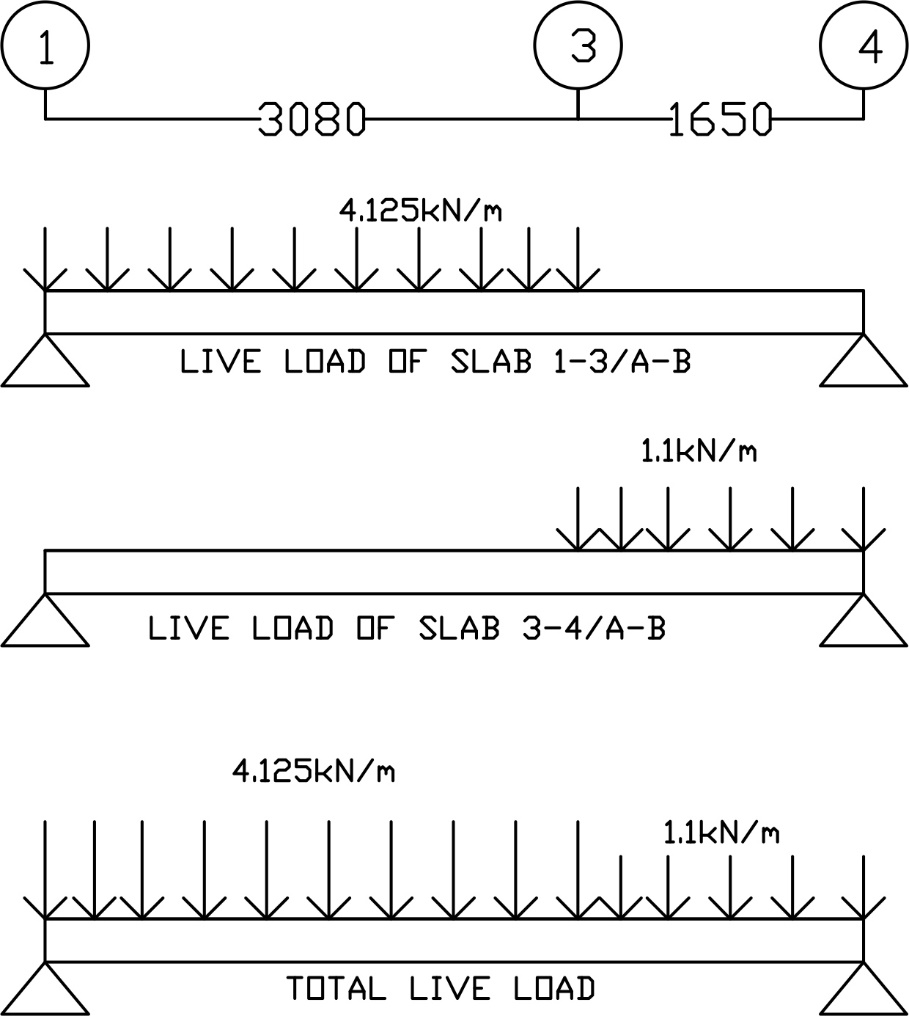 1 3 4
3080 1650
4.125kN/m
LIVE LOAD OF SLAB 1-3/A-B
1.1kN/m
LIVE LOAD OF SLAB 3-4/A-B
4.125kN/m
1.1kN/m
TOTAL LIVE LOAD